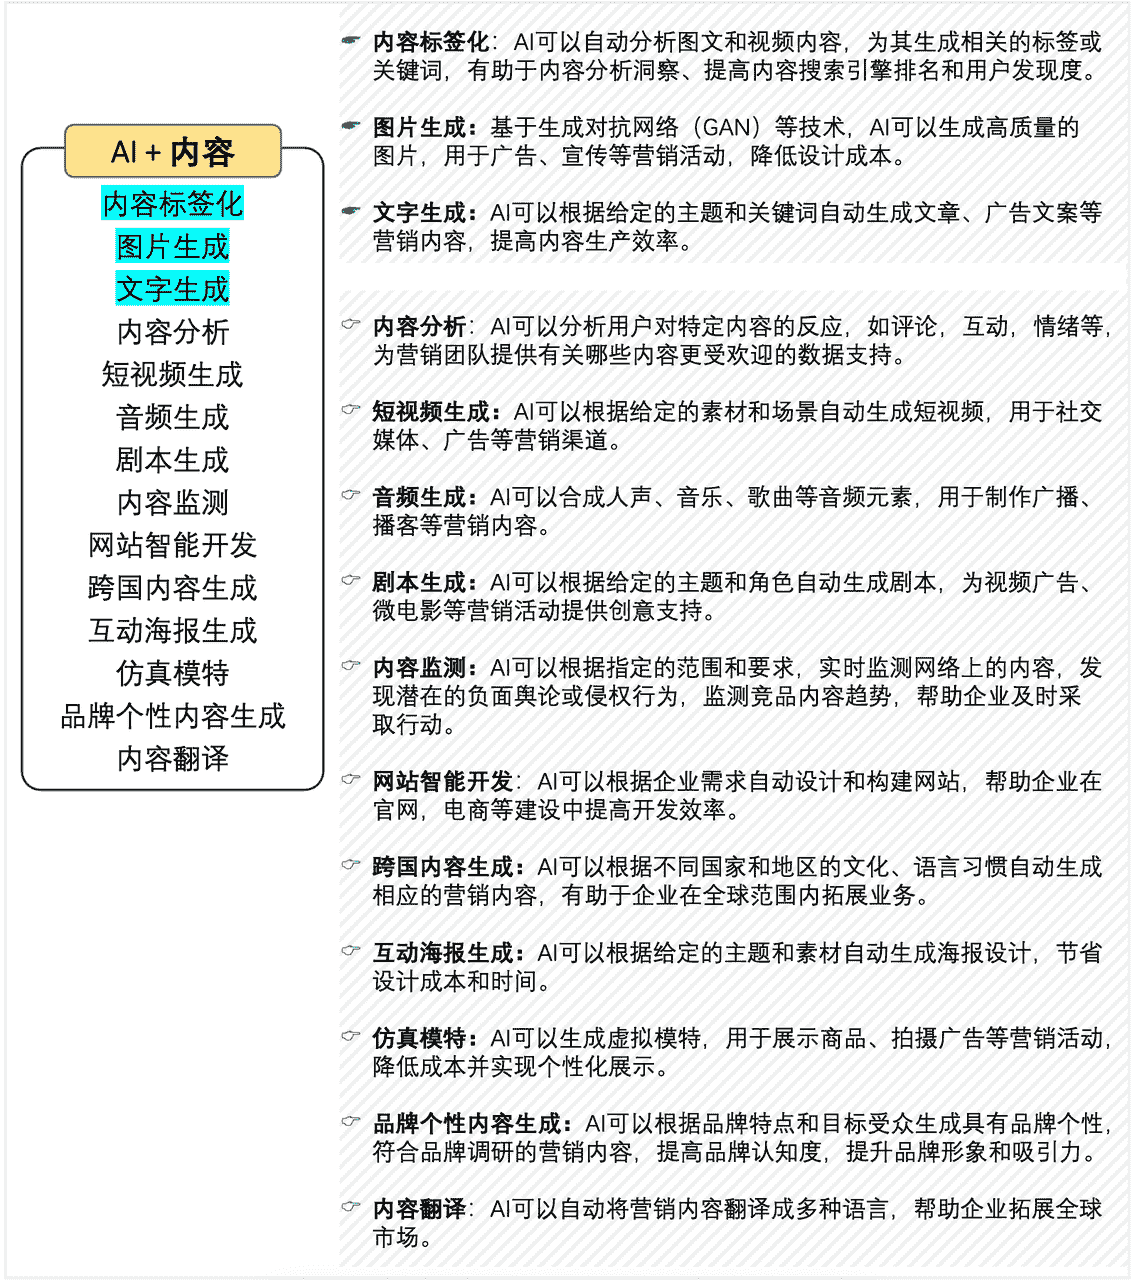 AI + 内容
内容标签化
图片生成
文字生成
内容分析
短视频生成
音频生成
剧本生成
内容监测
网站智能开发
跨国内容生成
互动海报生成
仿真模特
品牌个性内容生成
内容翻译
内容标签化：AI可以自动分析图文和视频内容，为其生成相关的标签或
关键词，有助于内容分析洞察、提高内容搜索引擎排名和用户发现度。
图片生成：基于生成对抗网络（GAN）等技术，AI可以生成高质量的
图片，用于广告、宣传等营销活动，降低设计成本。
文字生成：AI可以根据给定的主题和关键词自动生成文章、广告文案等
营销内容，提高内容生产效率。
内容分析：AI可以分析用户对特定内容的反应，如评论，互动，情绪等，
为营销团队提供有关哪些内容更受欢迎的数据支持。
短视频生成：AI可以根据给定的素材和场景自动生成短视频，用于社交
媒体、广告等营销渠道。
音频生成：AI可以合成人声、音乐、歌曲等音频元素，用于制作广播、
播客等营销内容。
剧本生成：AI可以根据给定的主题和角色自动生成剧本，为视频广告、
微电影等营销活动提供创意支持。
内容监测：AI可以根据指定的范围和要求，实时监测网络上的内容，发
现潜在的负面舆论或侵权行为，监测竞品内容趋势，帮助企业及时采
取行动。
网站智能开发：AI可以根据企业需求自动设计和构建网站，帮助企业在
官网，电商等建设中提高开发效率。
跨国内容生成：AI可以根据不同国家和地区的文化、语言习惯自动生成
相应的营销内容，有助于企业在全球范围内拓展业务。
互动海报生成：AI可以根据给定的主题和素材自动生成海报设计，节省
设计成本和时间。
仿真模特：AI可以生成虚拟模特，用于展示商品、拍摄广告等营销活动，
降低成本并实现个性化展示。
品牌个性内容生成：AI可以根据品牌特点和目标受众生成具有品牌个性，
符合品牌调研的营销内容，提高品牌认知度，提升品牌形象和吸引力。
内容翻译：AI可以自动将营销内容翻译成多种语言，帮助企业拓展全球
市场。